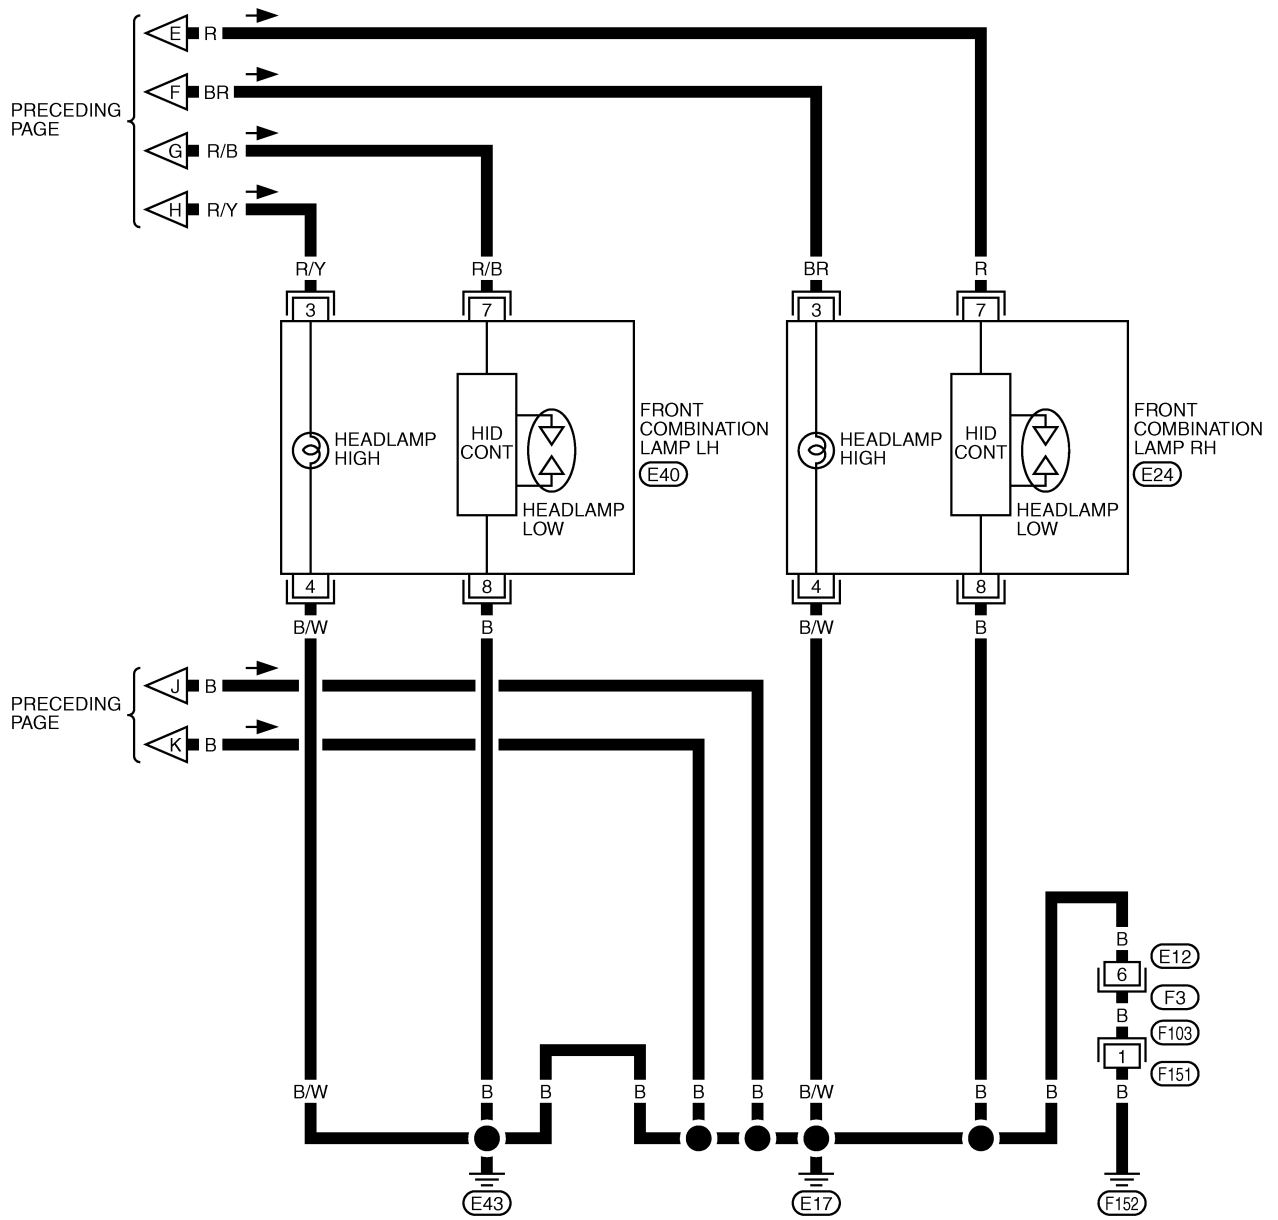 E R
F BR
PRECEDING
PAGE
G R/B
H R/Y
R/Y R/B BR R
3 7 3 7
HEADLAMP
HIGH
HID
CONT
HEADLAMP
LOW
FRONT
COMBINATION
LAMP LH
E40
HEADLAMP
HIGH
HID
CONT
HEADLAMP
LOW
FRONT
COMBINATION
LAMP RH
E24
4 8 4 8
B/W B B/W B
PRECEDING
PAGE
J B
K B
B
E12
6
F3
B
F103
1
F151
B/W B B B B B B/W B B B
E43 E17 F152